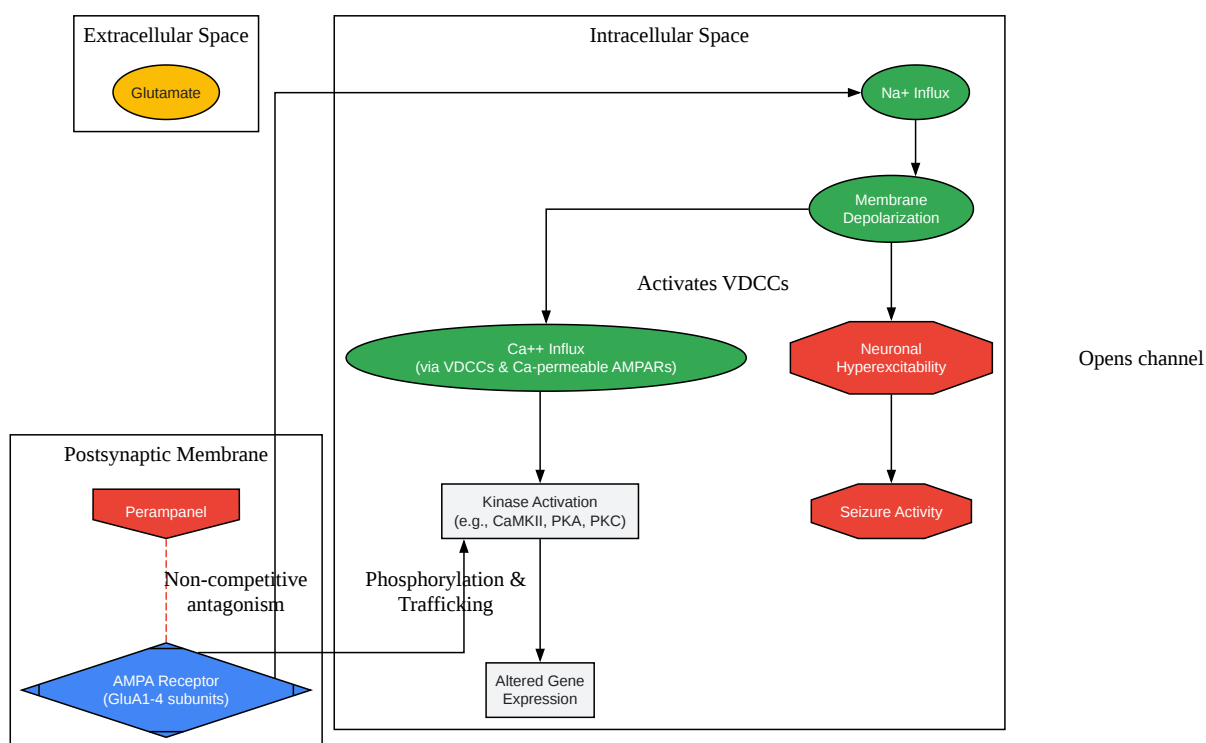 Extracellular Space
Glutamate
Intracellular Space
Na+ Influx
Membrane
Depolarization
Activates VDCCs
Ca++ Influx
(via VDCCs & Ca-permeable AMPARs)
Neuronal
Hyperexcitability
Opens channel
Postsynaptic Membrane
Perampanel
Kinase Activation
(e.g., CaMKII, PKA, PKC)
Seizure Activity
Non-competitive
antagonism
Phosphorylation &
Trafficking
AMPA Receptor
(GluA1-4 subunits)
Altered Gene
Expression